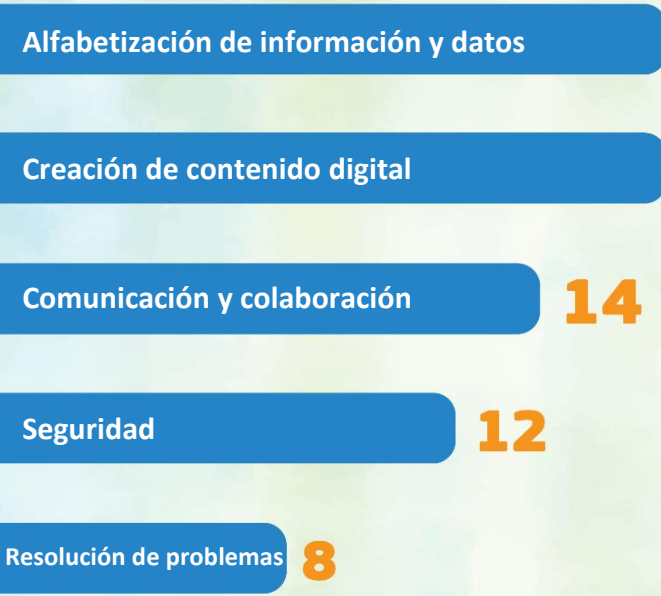 Alfabetización de información y datos
Creación de contenido digital
Comunicación y colaboración 14
Seguridad 12
Resolución de problemas 8